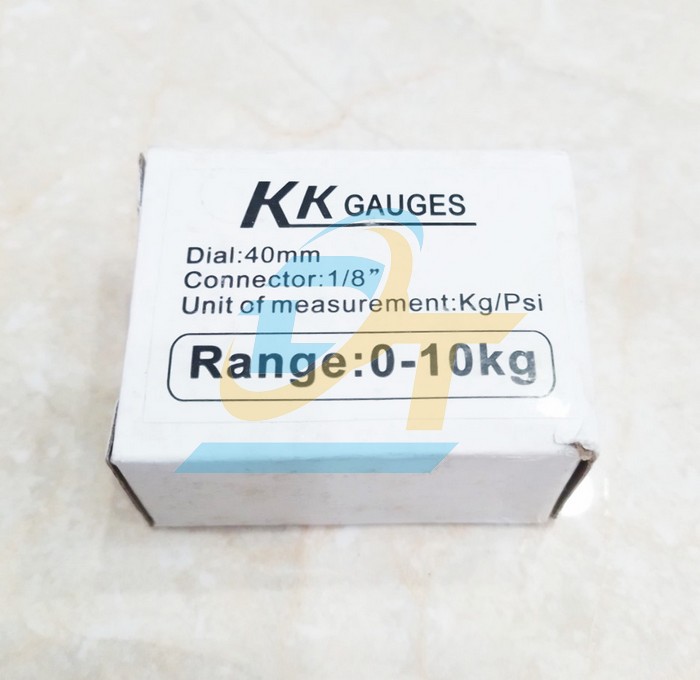 KK GAUGES
Dial:40mm
Connector:1/8”
Unit of measurement:Kg/Psi
Range:0-10kg